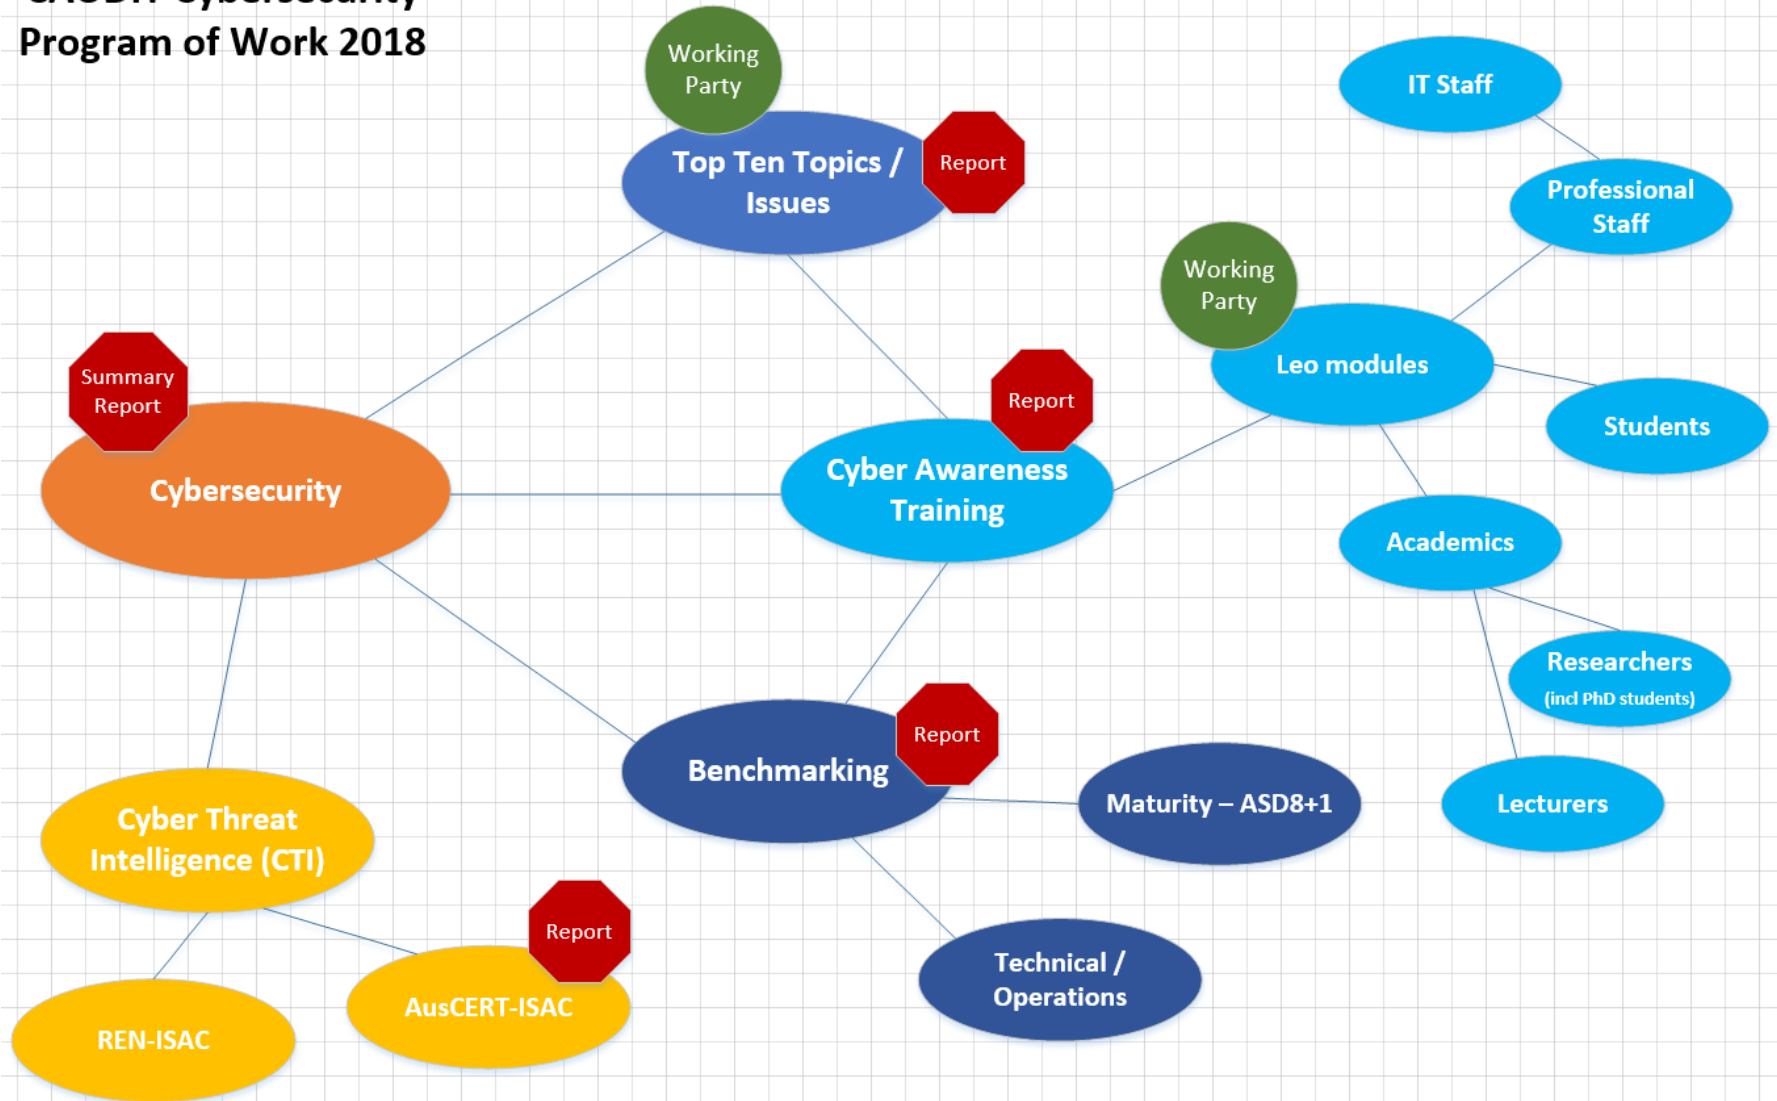 CAUDIT Cybersecurity
Program of Work 2018
Working
Party
Top Ten Topics /
Issues
Report
IT Staff
Professional
Staff
Working
Party
Leo modules
Students
Summary
Report
Cybersecurity
Report
Cyber Awareness
Training
Academics
Researchers
(incl PhD students)
Lecturers
Report
Benchmarking
Maturity – ASD8+1
Technical /
Operations
Cyber Threat
Intelligence (CTI)
Report
AusCERT-ISAC
REN-ISAC